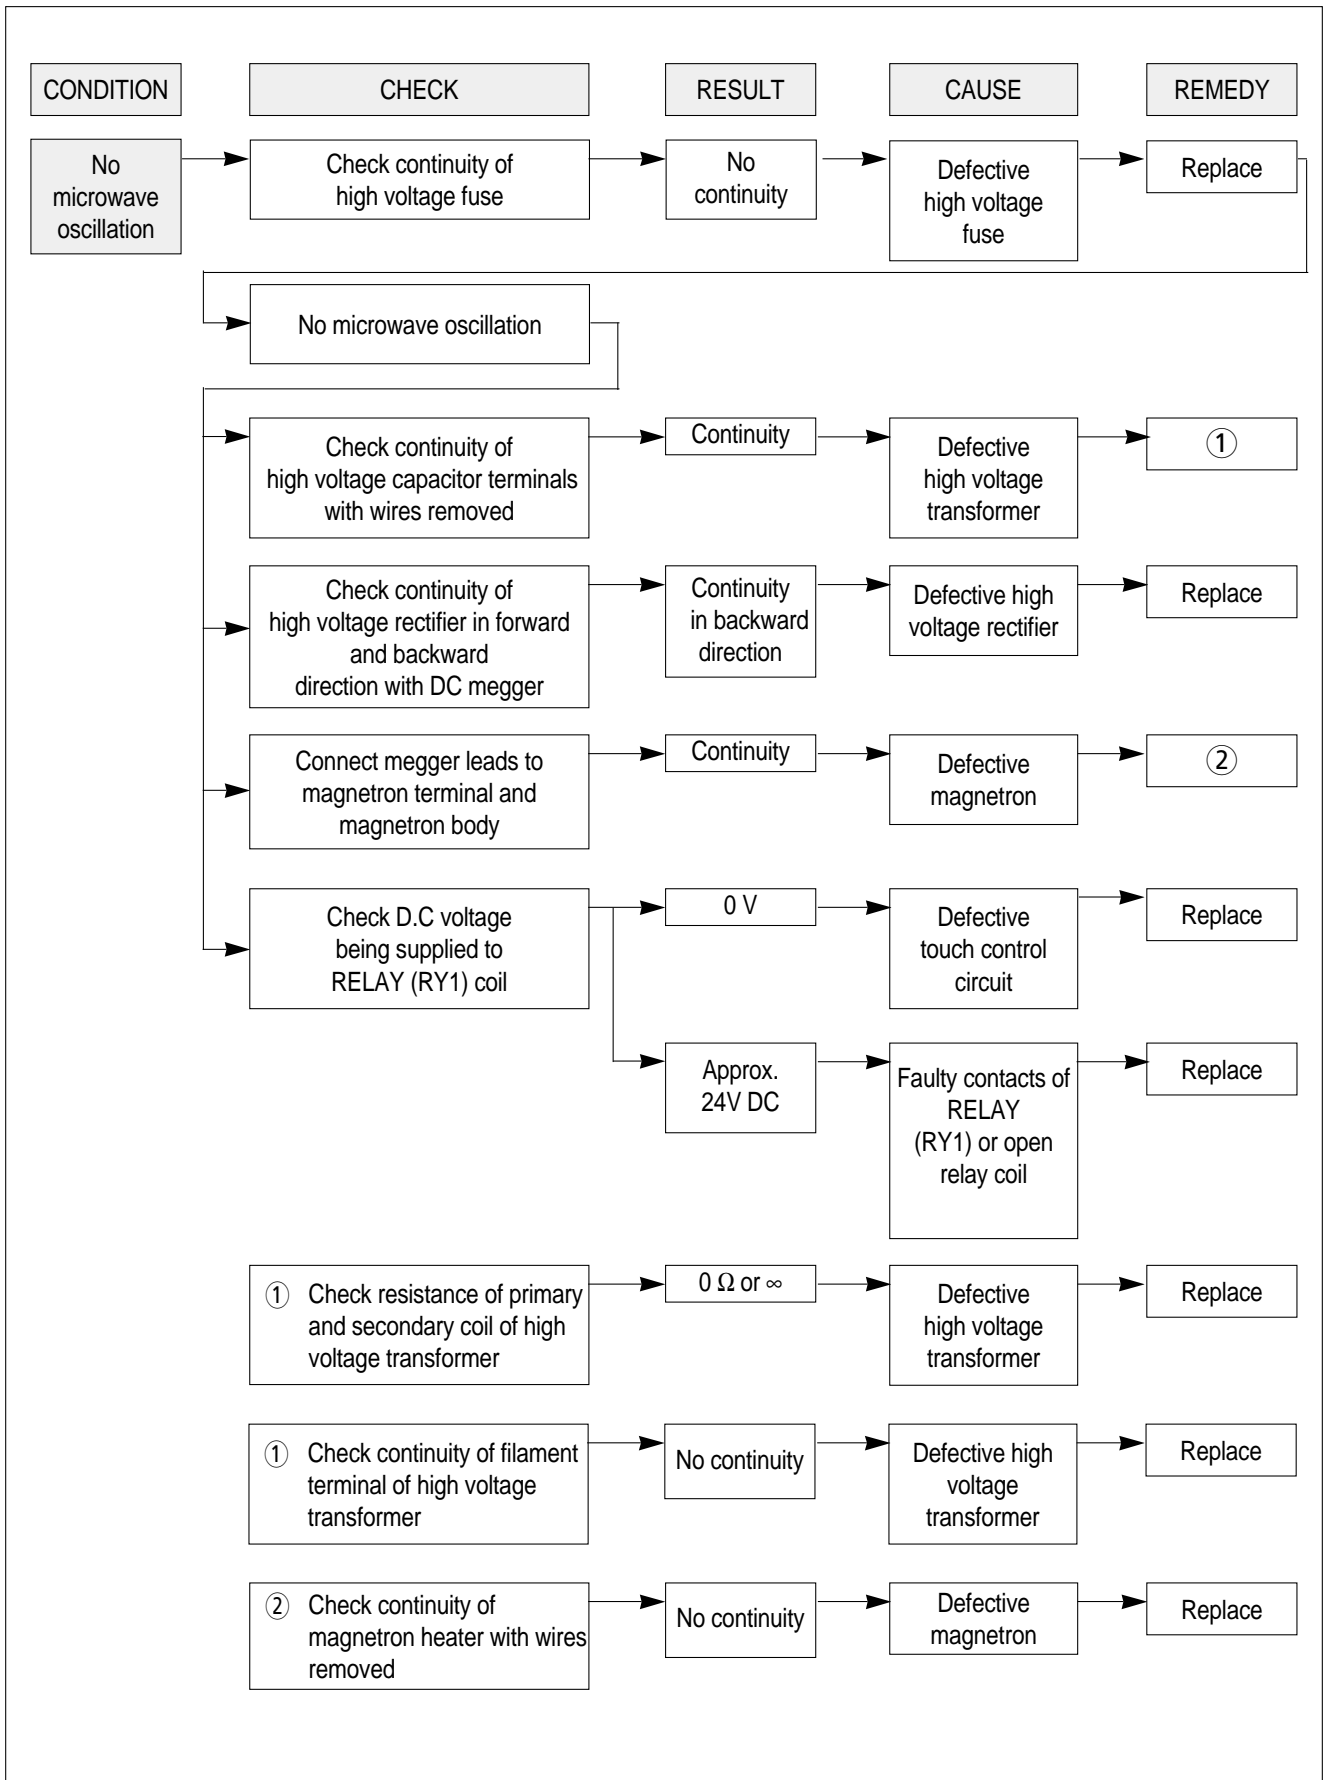 CONDITION
CHECK
RESULT
CAUSE
REMEDY
No
microwave
oscillation
Check continuity of
high voltage fuse
No
continuity
Defective
high voltage
fuse
Replace
No microwave oscillation
Check continuity of
high voltage capacitor terminals
with wires removed
Continuity
Defective
high voltage
transformer
①
Check continuity of
high voltage rectifier in forward
and backward
direction with DC megger
Continuity
in backward
direction
Defective high
voltage rectifier
Replace
Connect megger leads to
magnetron terminal and
magnetron body
Continuity
Defective
magnetron
②
Check D.C voltage
being supplied to
RELAY (RY1) coil
0 V
Defective
touch control
circuit
Replace
Approx.
24V DC
Faulty contacts of
RELAY
(RY1) or open
relay coil
Replace
① Check resistance of primary
and secondary coil of high
voltage transformer
0 Ω or ∞
Defective
high voltage
transformer
Replace
① Check continuity of filament
terminal of high voltage
transformer
No continuity
Defective high
voltage
transformer
Replace
② Check continuity of
magnetron heater with wires
removed
No continuity
Defective
magnetron
Replace